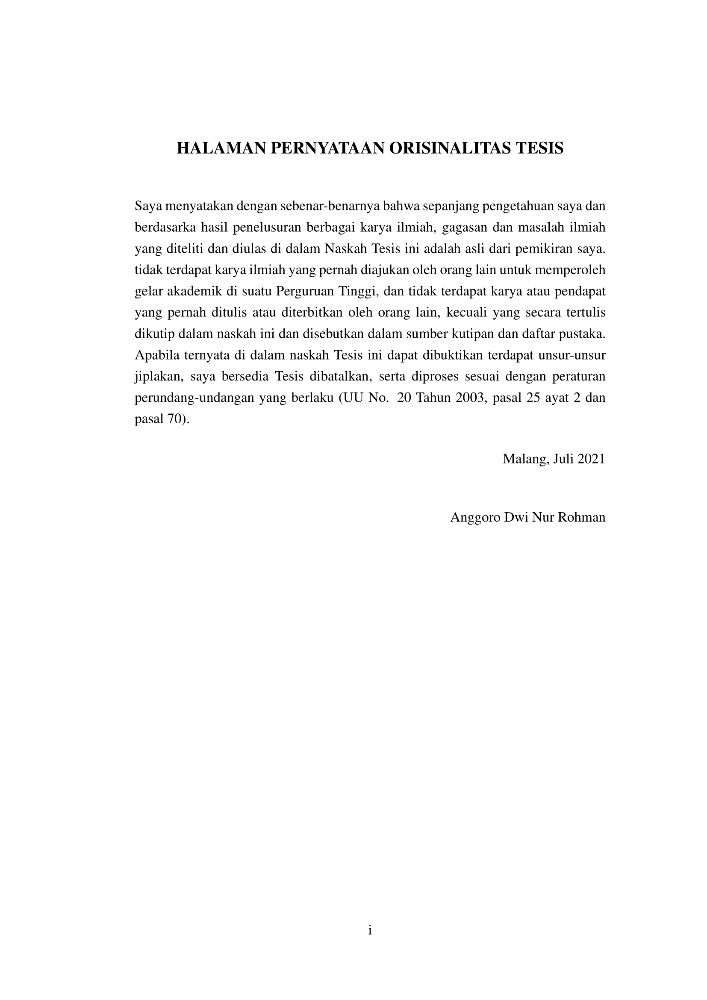 HALAMAN PERNYATAAN ORISINALITAS TESIS
Saya menyatakan dengan sebenar-benarnya bahwa sepanjang pengetahuan saya dan
berdasarka hasil penelusuran berbagai karya ilmiah, gagasan dan masalah ilmiah
yang diteliti dan diulas di dalam Naskah Tesis ini adalah asli dari pemikiran saya.
tidak terdapat karya ilmiah yang pernah diajukan oleh orang lain untuk memperoleh
gelar akademik di suatu Perguruan Tinggi, dan tidak terdapat karya atau pendapat
yang pernah ditulis atau diterbitkan oleh orang lain, kecuali yang secara tertulis
dikutip dalam naskah ini dan disebutkan dalam sumber kutipan dan daftar pustaka.
Apabila ternyata di dalam naskah Tesis ini dapat dibuktikan terdapat unsur-unsur
jiplakan, saya bersedia Tesis dibatalkan, serta diproses sesuai dengan peraturan
perundang-undangan yang berlaku (UU No. 20 Tahun 2003, pasal 25 ayat 2 dan
pasal 70).
Malang, Juli 2021
Anggoro Dwi Nur Rohman
i